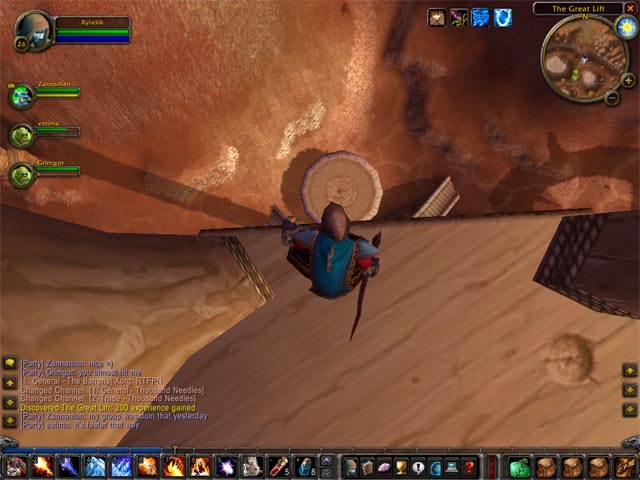 Xylasik
26
The Great Lift
N
Zannanian
estima
Grimgor
[Party] Zannanian: nice =)
[Party] Grimgor: you almost hit me
[1. General - The Barrens] Xorg: RTFPN
Changed Channel: [1. General - Thousand Needles]
Changed Channel: [2. Trade - Thousand Needles]
Discovered The Great Lift: 200 experience gained
[Party] Zannanian: my group was doin that yesterday
[Party] estima: it's faster that way
5
8